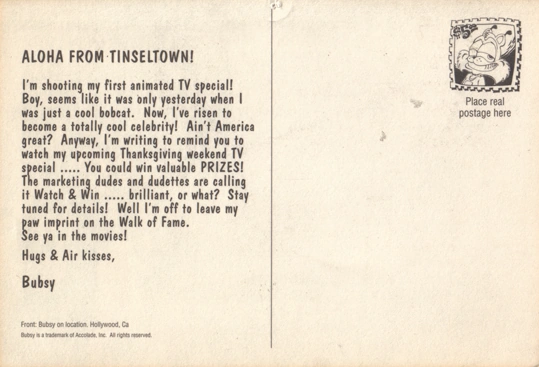 ALOHA FROM TINSELTOWN!
I'm shooting my first animated TV special!
Boy, seems like it was only yesterday when I
was just a cool bobcat. Now, I've risen to
become a totally cool celebrity! Ain't America
great? Anyway, I'm writing to remind you to
watch my upcoming Thanksgiving weekend TV
special ..... You could win valuable PRIZES!
The marketing dudes and dudettes are calling
it Watch & Win ..... brilliant, or what? Stay
tuned for details! Well I'm off to leave my
paw imprint on the Walk of Fame.
See ya in the movies!
Hugs & Air kisses,
Bubsy
Front: Bubsy on location, Hollywood, Ca
Bubsy is a trademark of Accolade, Inc. All rights reserved.
Place real
postage here